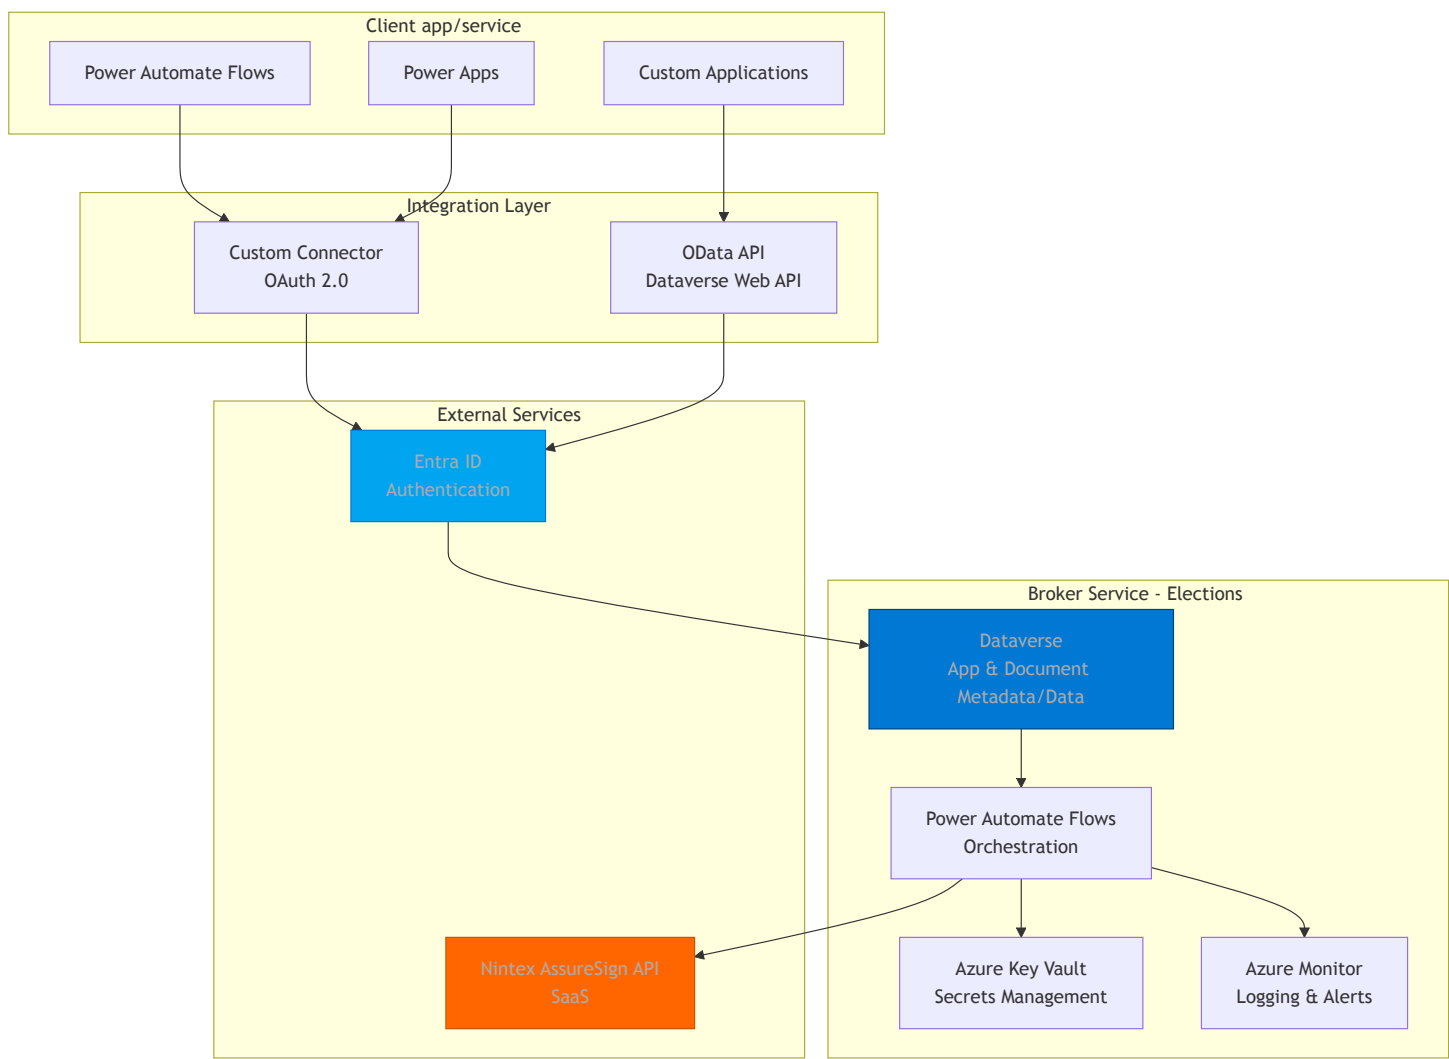 Client app/service
Power Automate Flows
Power Apps
Custom Applications
Integration Layer
Custom Connector
OAuth 2.0
OData API
Dataverse Web API
External Services
Entra ID
Authentication
Broker Service - Elections
Dataverse
App & Document
Metadata/Data
Power Automate Flows
Orchestration
Nintex AssureSign API
SaaS
Azure Key Vault
Secrets Management
Azure Monitor
Logging & Alerts